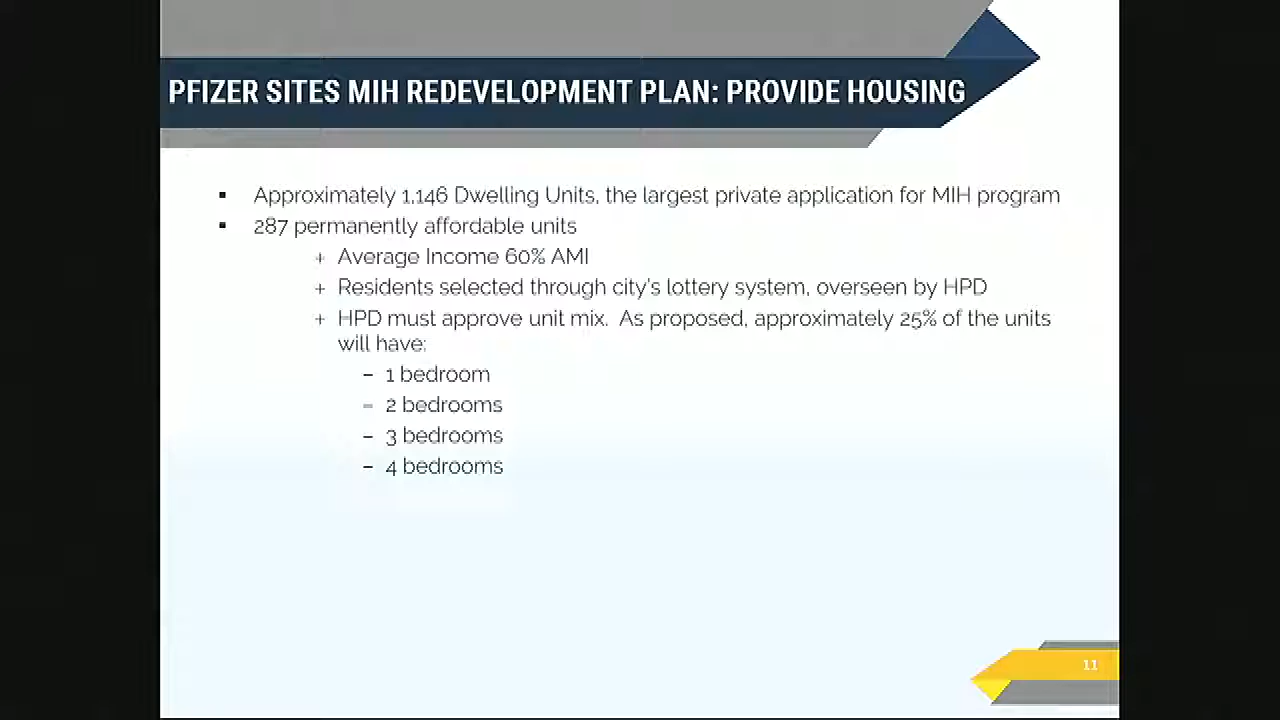 PFIZER SITES MIH REDEVELOPMENT PLAN: PROVIDE HOUSING
▪ Approximately 1,146 Dwelling Units, the largest private application for MIH program
▪ 287 permanently affordable units
+ Average Income 60% AMI
+ Residents selected through city's lottery system, overseen by HPD
+ HPD must approve unit mix. As proposed, approximately 25% of the units
will have:
– 1 bedroom
– 2 bedrooms
– 3 bedrooms
– 4 bedrooms
11